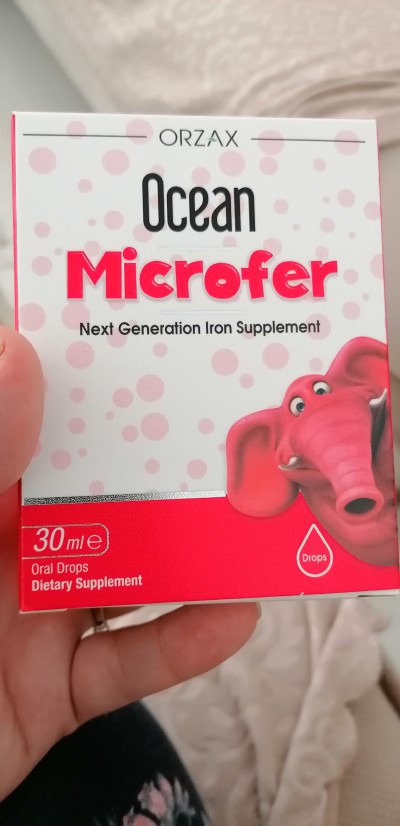 ORZAX
Ocean
Microfer
Next Generation Iron Supplement
30 ml ℮
Oral Drops
Dietary Supplement
Drops